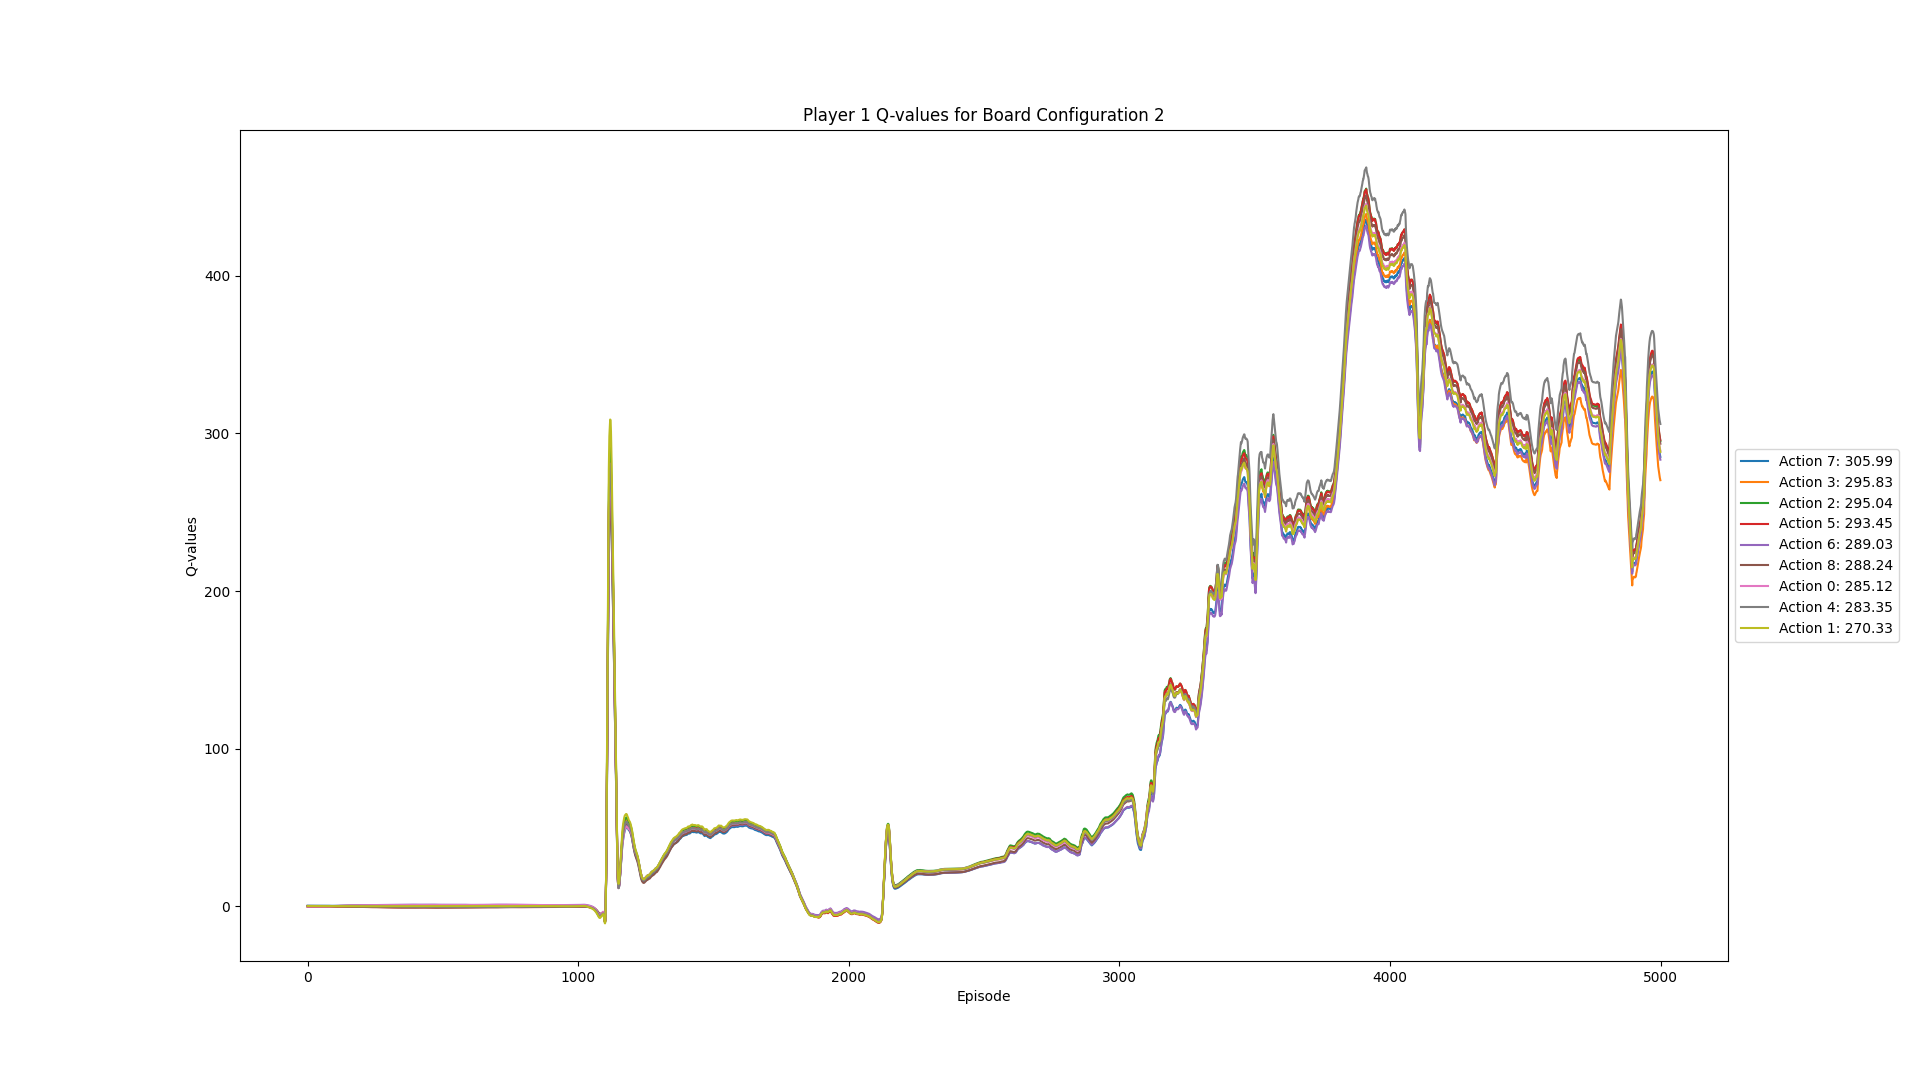 Player 1 Q-values for Board Configuration 2
Q-values
400
300
200
100
0
0 1000 2000 3000 4000 5000
Episode
Action 7: 305.99
Action 3: 295.83
Action 2: 295.04
Action 5: 293.45
Action 6: 289.03
Action 8: 288.24
Action 0: 285.12
Action 4: 283.35
Action 1: 270.33